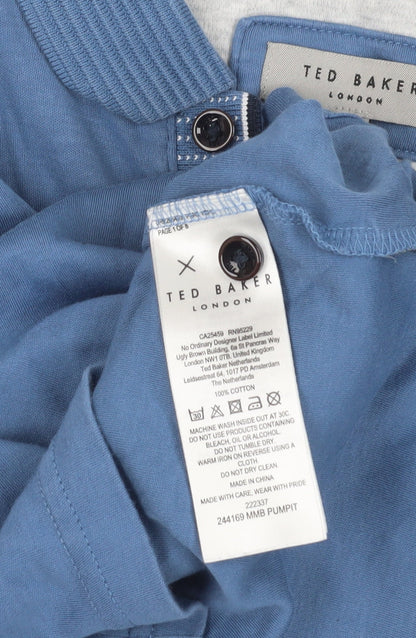 TED BAKER
LONDON
PAGE 1 OF 8
TED BAKER
LONDON
CA25459 RN95229
No Ordinary Designer Label Limited
Ugly Brown Building, 6a St Pancras Way
London NW1 0TB, United Kingdom
Ted Baker Netherlands
Leidsestraat 64, 1017 PD Amsterdam
The Netherlands
100% COTTON
MACHINE WASH INSIDE OUT AT 30C.
DO NOT USE PRODUCTS CONTAINING
BLEACH, OIL OR ALCOHOL.
DO NOT TUMBLE DRY
WARM IRON ON REVERSE USING A
CLOTH.
DO NOT DRY CLEAN
MADE IN CHINA
MADE WITH CARE, WEAR WITH PRIDE
222337
244169 MMB PUMPIT